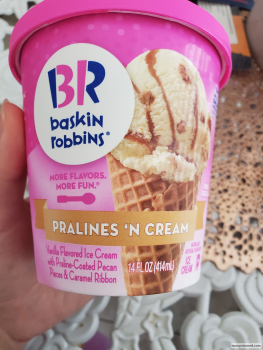 BR
baskin
robbins®
MORE FLAVORS.
MORE FUN.®
PRALINES 'N CREAM
Vanilla Flavored Ice Cream
with Praline-Coated Pecan
Pieces & Caramel Ribbon
14 FL OZ (414mL)
ICE
CREAM